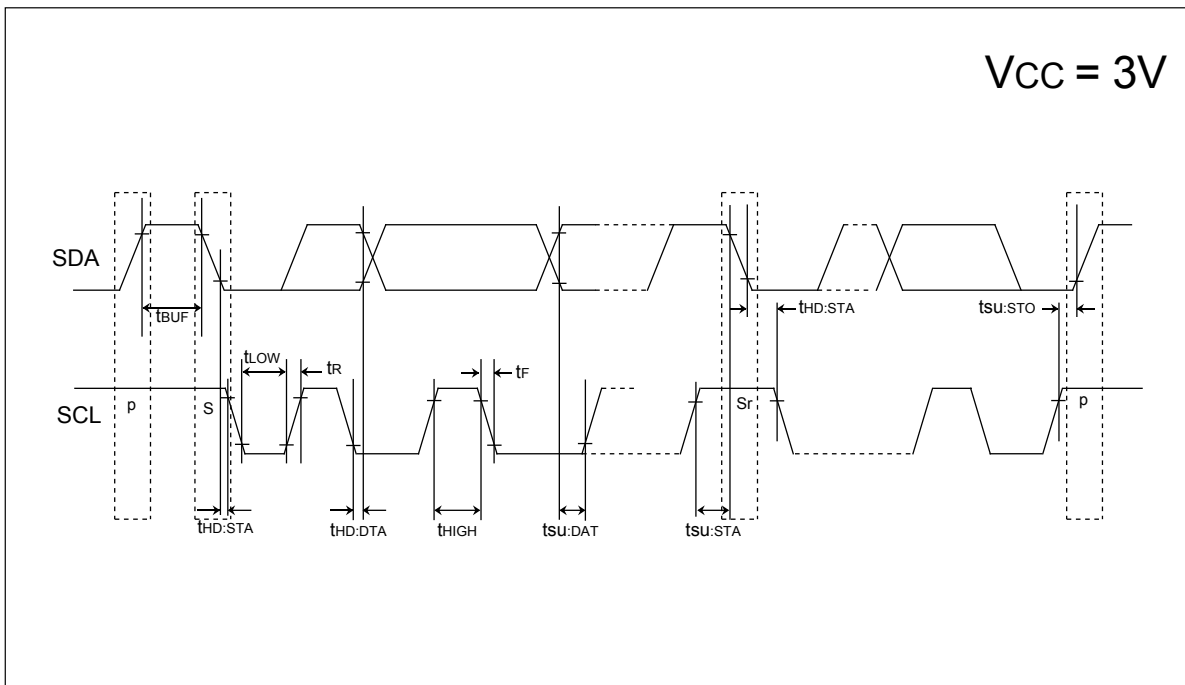 VCC = 3V
SDA
tBUF
tHD:STA
tsu:STO
tLOW
tR
tF
SCL
p
S
Sr
p
tHD:STA
tHD:DTA
tHIGH
tsu:DAT
tsu:STA